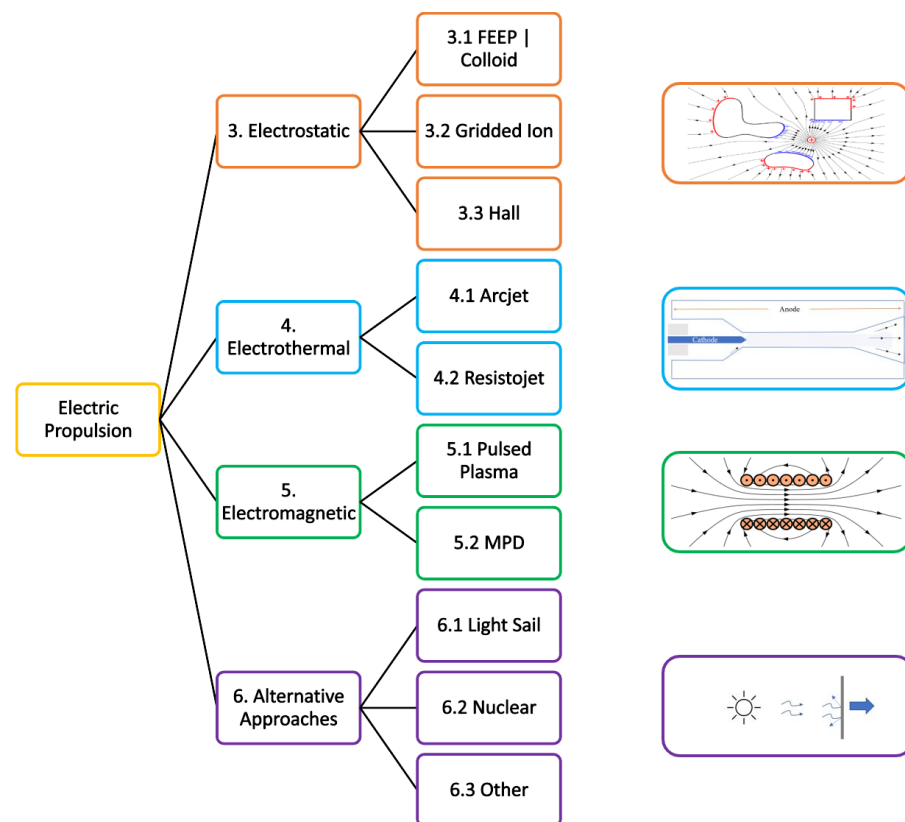 3.1 FEEP |
Colloid
3. Electrostatic
3.2 Gridded Ion
3.3 Hall
4.1 Arcjet
4.
Electrothermal
4.2 Resistojet
Anode
Cathode
Electric
Propulsion
5.1 Pulsed
Plasma
5.
Electromagnetic
5.2 MPD
6.1 Light Sail
6. Alternative
Approaches
6.2 Nuclear
6.3 Other